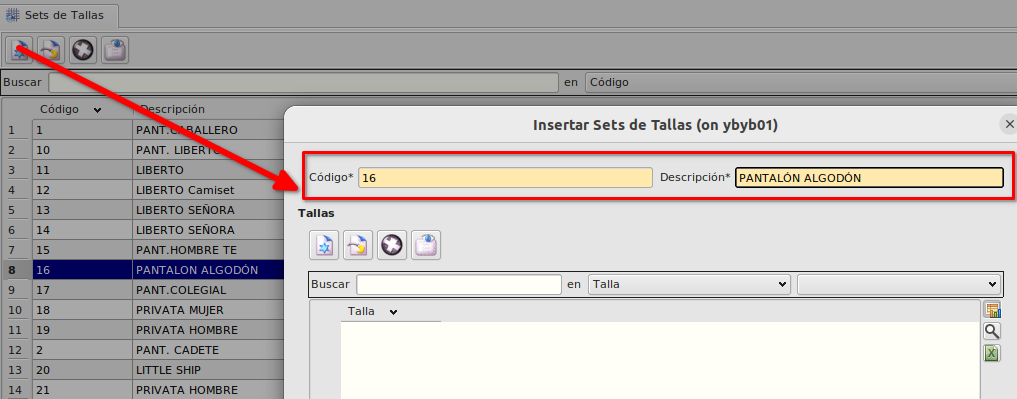 Sets de Tallas
Buscar en Código
Código Descripción
1 1 PANT.CABALLERO
2 10 PANT. LIBERTO
3 11 LIBERTO
4 12 LIBERTO Camiset
5 13 LIBERTO SEÑORA
6 14 LIBERTO SEÑORA
7 15 PANT.HOMBRE TE
8 16 PANTALON ALGODÓN
9 17 PANT.COLEGIAL
10 18 PRIVATA MUJER
11 19 PRIVATA HOMBRE
12 2 PANT. CADETE
13 20 LITTLE SHIP
14 21 PRIVATA HOMBRE
Insertar Sets de Tallas (on ybyb01)
Código* 16 Descripción* PANTALÓN ALGODÓN
Tallas
Buscar en Talla
Talla